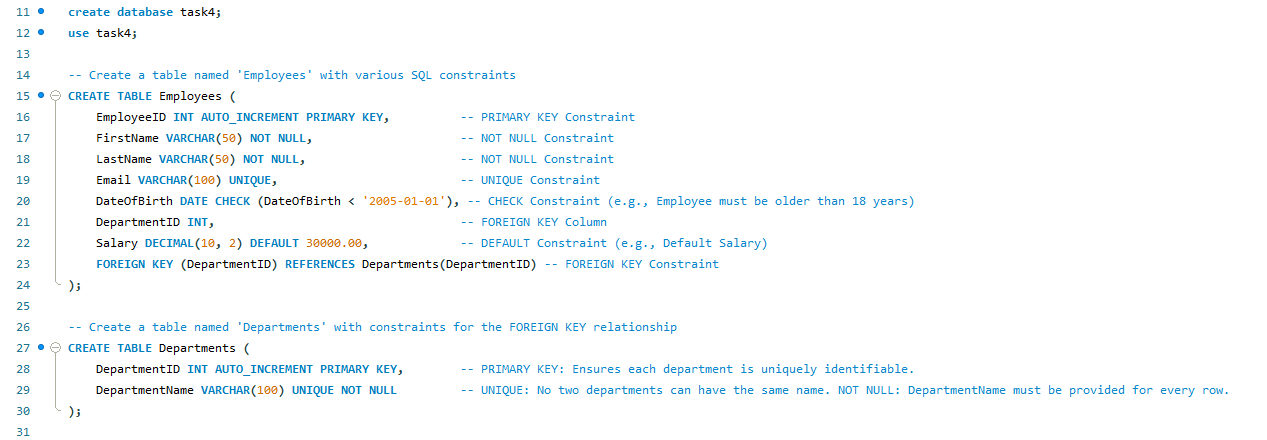 11 create database task4;
12 use task4;
13
14 -- Create a table named 'Employees' with various SQL constraints
15 CREATE TABLE Employees (
16 EmployeeID INT AUTO_INCREMENT PRIMARY KEY, -- PRIMARY KEY Constraint
17 FirstName VARCHAR(50) NOT NULL, -- NOT NULL Constraint
18 LastName VARCHAR(50) NOT NULL, -- NOT NULL Constraint
19 Email VARCHAR(100) UNIQUE, -- UNIQUE Constraint
20 DateOfBirth DATE CHECK (DateOfBirth < '2005-01-01'), -- CHECK Constraint (e.g., Employee must be older than 18 years)
21 DepartmentID INT, -- FOREIGN KEY Column
22 Salary DECIMAL(10, 2) DEFAULT 30000.00, -- DEFAULT Constraint (e.g., Default Salary)
23 FOREIGN KEY (DepartmentID) REFERENCES Departments(DepartmentID) -- FOREIGN KEY Constraint
24 );
25
26 -- Create a table named 'Departments' with constraints for the FOREIGN KEY relationship
27 CREATE TABLE Departments (
28 DepartmentID INT AUTO_INCREMENT PRIMARY KEY, -- PRIMARY KEY: Ensures each department is uniquely identifiable.
29 DepartmentName VARCHAR(100) UNIQUE NOT NULL -- UNIQUE: No two departments can have the same name. NOT NULL: DepartmentName must be provided for every row.
30 );
31